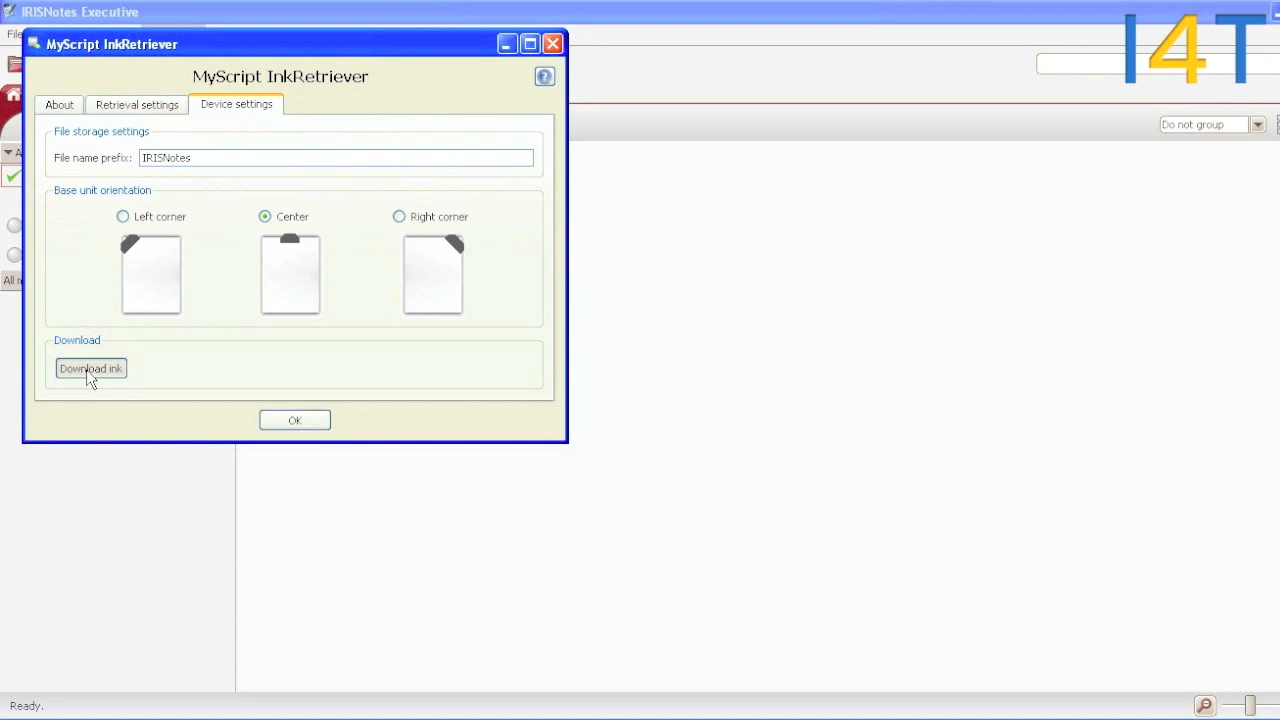 IRISNotes Executive
MyScript InkRetriever
I4T
MyScript InkRetriever
About Retrieval settings Device settings
File storage settings
Do not group
File name prefix: IRISNotes
Base unit orientation
Left corner Center Right corner
Download
Download ink
OK
Ready.